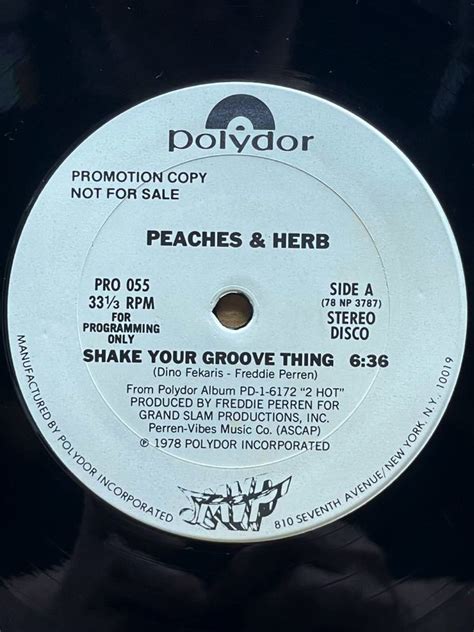 polydor
PROMOTION COPY
NOT FOR SALE
PEACHES & HERB
PRO 055
33⅓ RPM
FOR
PROGRAMMING
ONLY
SIDE A
(78 NP 3787)
STEREO
DISCO
SHAKE YOUR GROOVE THING 6:36
(Dino Fekaris - Freddie Perren)
From Polydor Album PD-1-6172 "2 HOT"
PRODUCED BY FREDDIE PERREN FOR
GRAND SLAM PRODUCTIONS, INC.
Perren-Vibes Music Co. (ASCAP)
℗ 1978 POLYDOR INCORPORATED
MANUFACTURED BY POLYDOR INCORPORATED
810 SEVENTH AVENUE/NEW YORK, N.Y. 10019